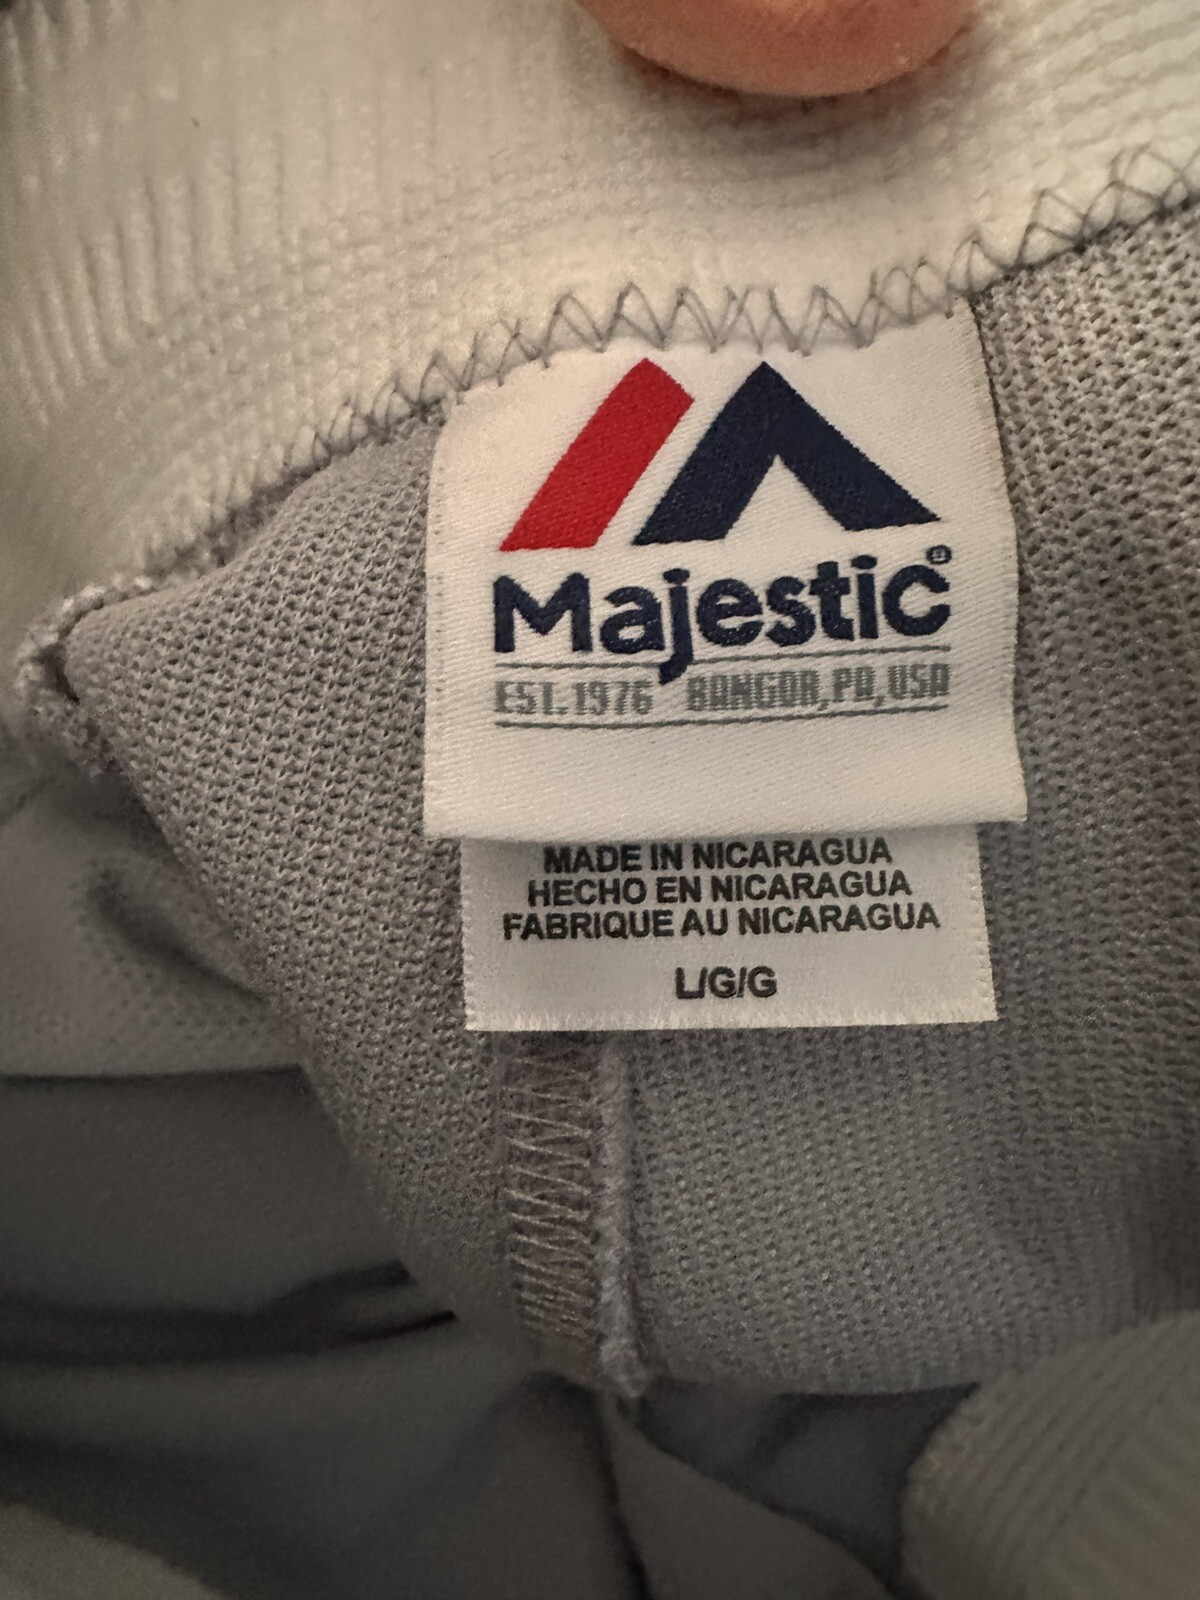 Majestic®
EST. 1976 BANGOR, PA, USA
MADE IN NICARAGUA
HECHO EN NICARAGUA
FABRIQUE AU NICARAGUA
L/G/G